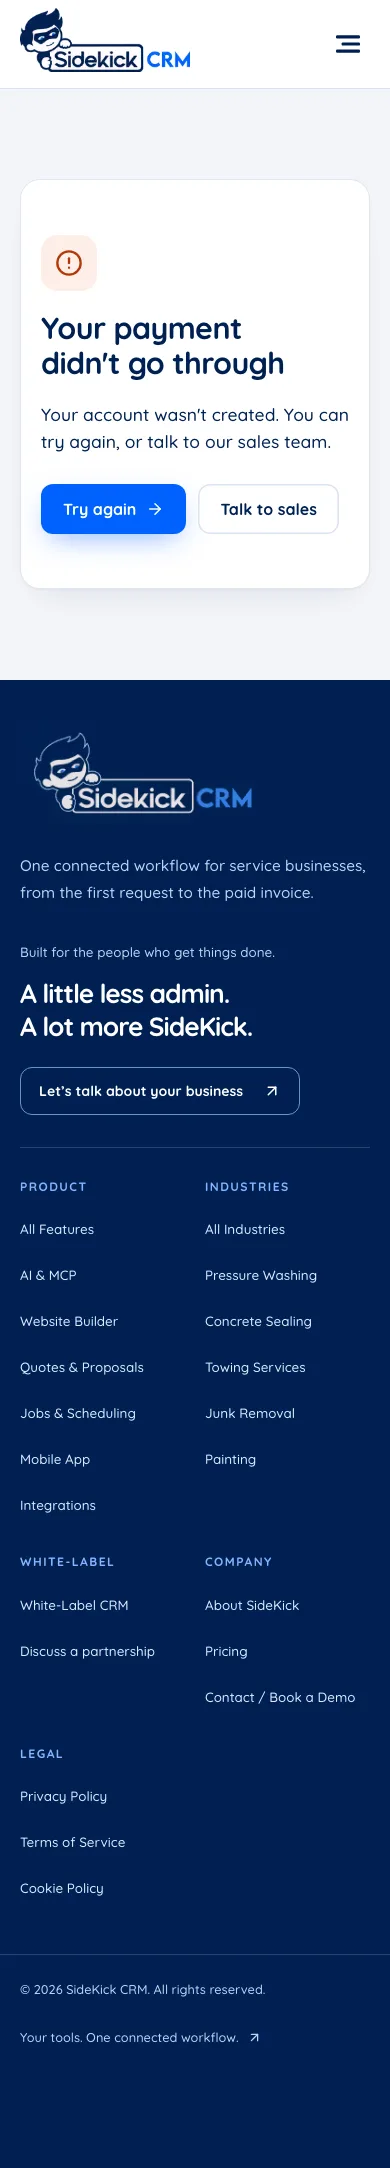 Sidekick CRM
Your payment
didn't go through
Your account wasn't created. You can
try again, or talk to our sales team.
Try again
Talk to sales
Sidekick CRM
One connected workflow for service businesses,
from the first request to the paid invoice.
Built for the people who get things done.
A little less admin.
A lot more SideKick.
Let’s talk about your business
PRODUCT
All Features
AI & MCP
Website Builder
Quotes & Proposals
Jobs & Scheduling
Mobile App
Integrations
INDUSTRIES
All Industries
Pressure Washing
Concrete Sealing
Towing Services
Junk Removal
Painting
WHITE-LABEL
White-Label CRM
Discuss a partnership
COMPANY
About SideKick
Pricing
Contact / Book a Demo
LEGAL
Privacy Policy
Terms of Service
Cookie Policy
© 2026 SideKick CRM. All rights reserved.
Your tools. One connected workflow.